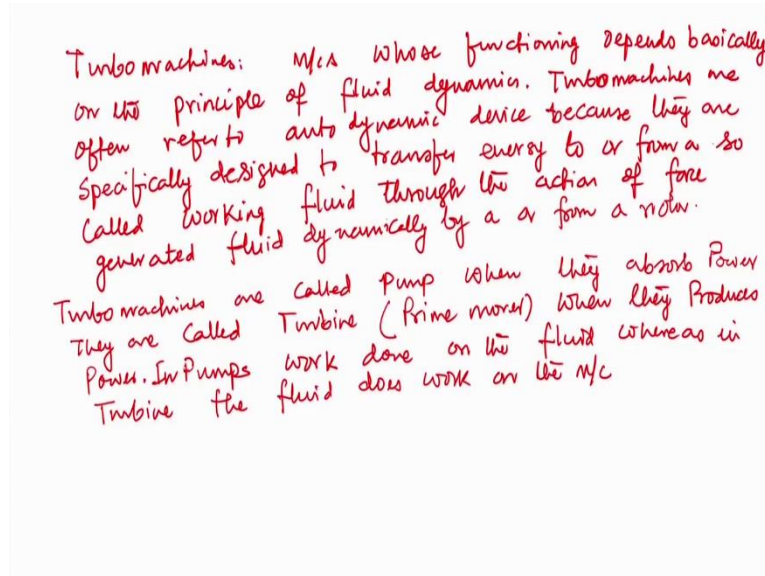 Turbomachines: M/cs whose functioning depends basically
on the principle of fluid dynamics. Turbomachines are
often refer to auto dynamic device because they are
specifically designed to transfer energy to or from a so
called working fluid through the action of force
generated fluid dynamically by a or from a rotor.
Turbomachines are called Pump when they absorb Power
They are called Turbine (Prime mover) when they Produces
Power. In Pumps work done on the fluid whereas in
Turbine the fluid does work on the M/c